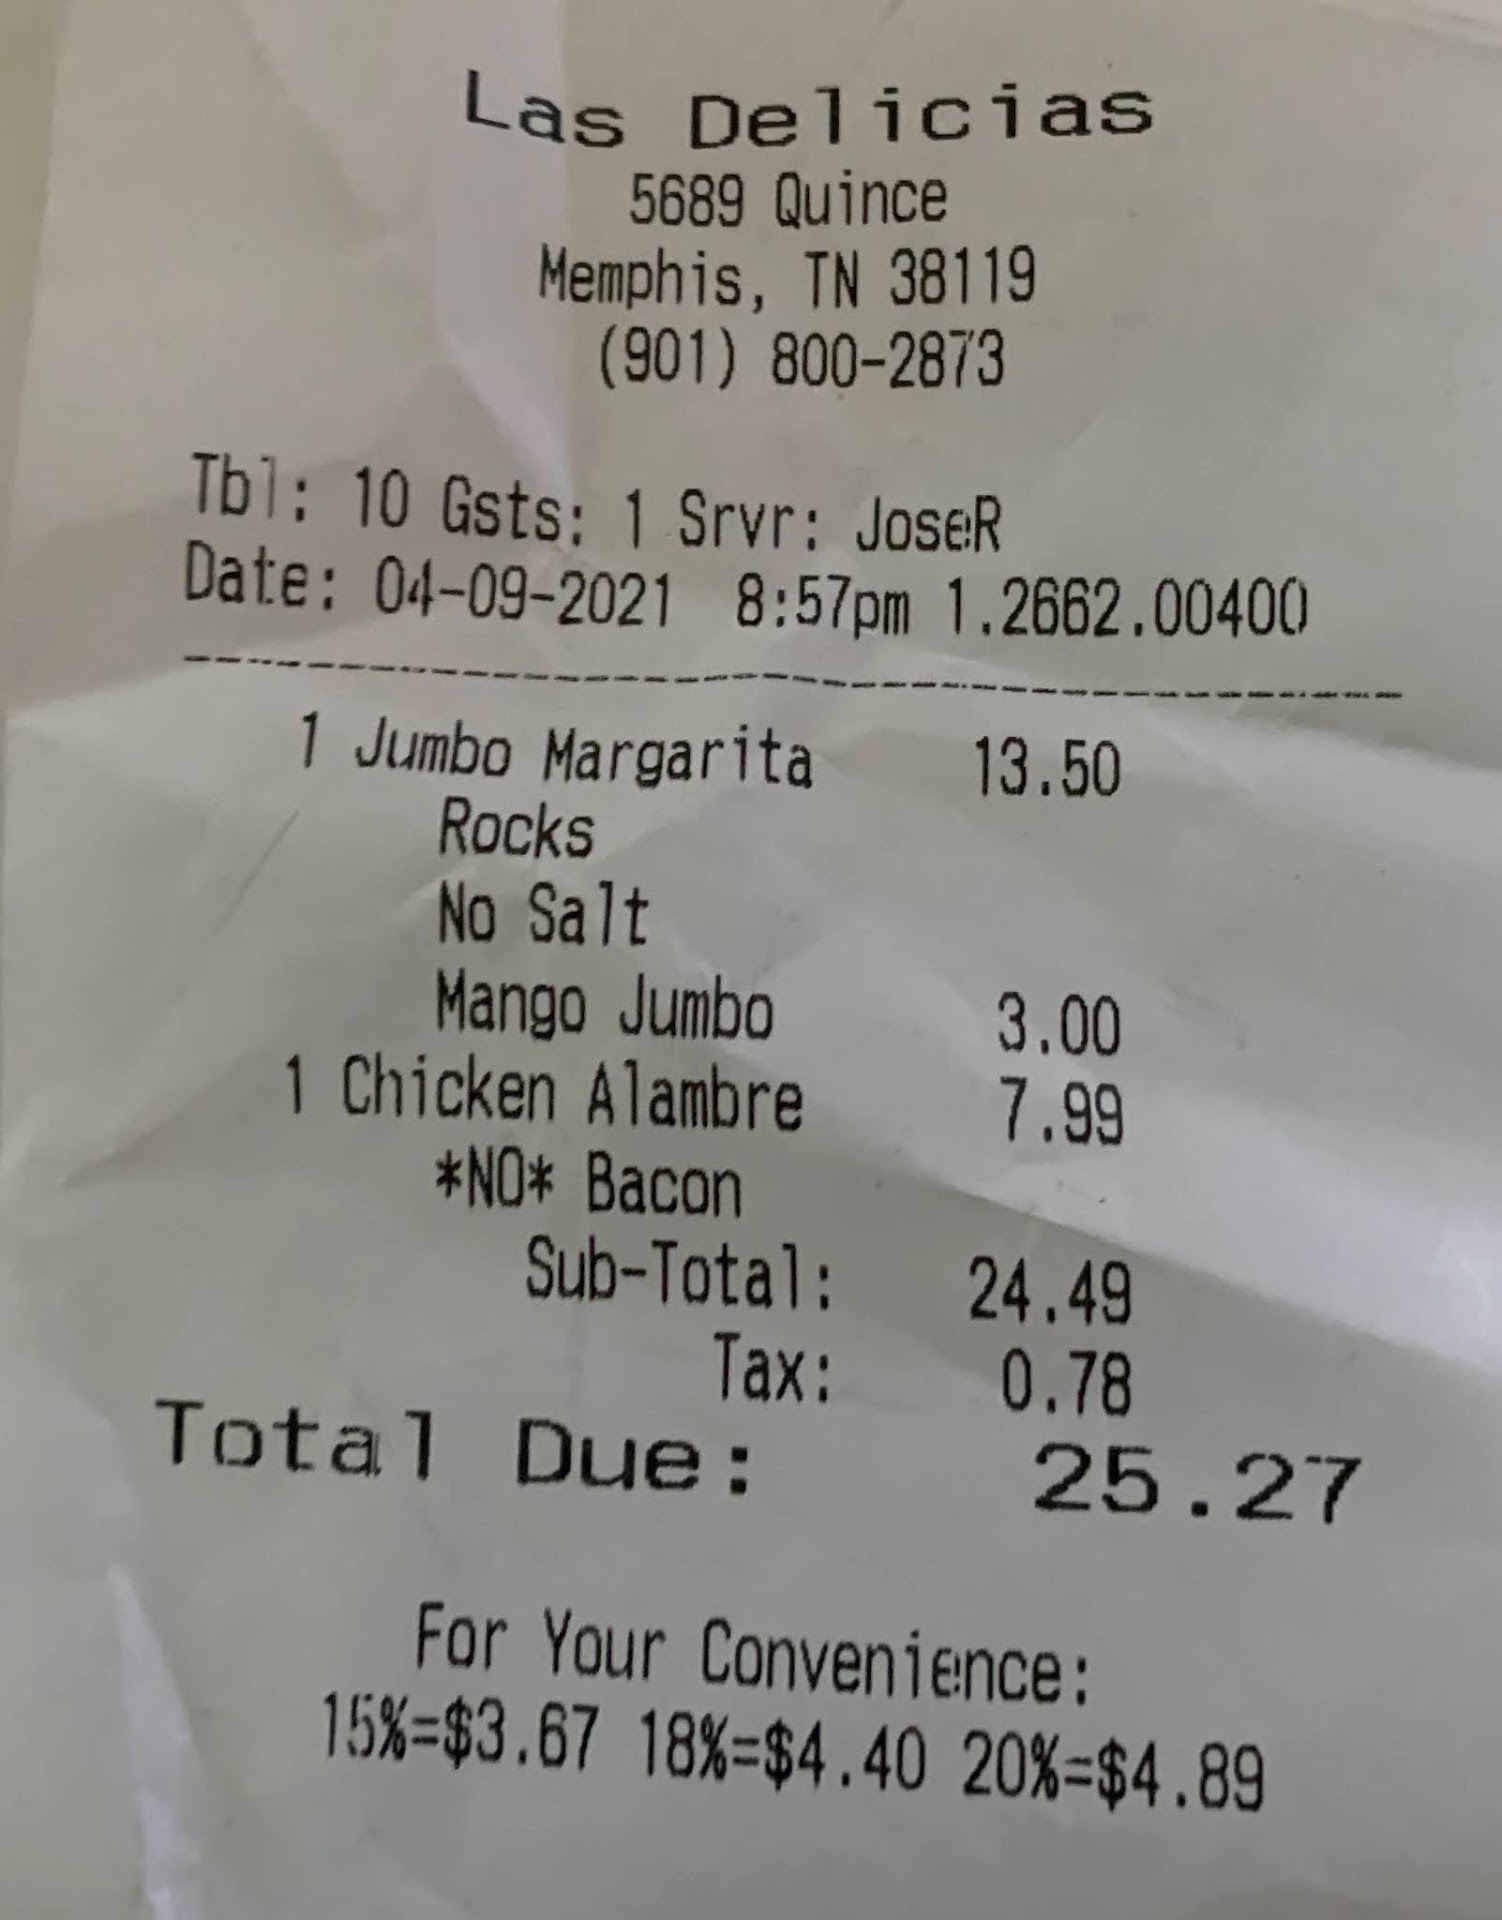 Las Delicias
5689 Quince
Memphis, TN 38119
(901) 800-2873
Tbl: 10 Gsts: 1 Srvr: JoseR
Date: 04-09-2021 8:57pm 1.2662.00400
1 Jumbo Margarita 13.50
Rocks
No Salt
Mango Jumbo 3.00
1 Chicken Alambre 7.99
*NO* Bacon
Sub-Total: 24.49
Tax: 0.78
Total Due: 25.27
For Your Convenience:
15%=$3.67 18%=$4.40 20%=$4.89